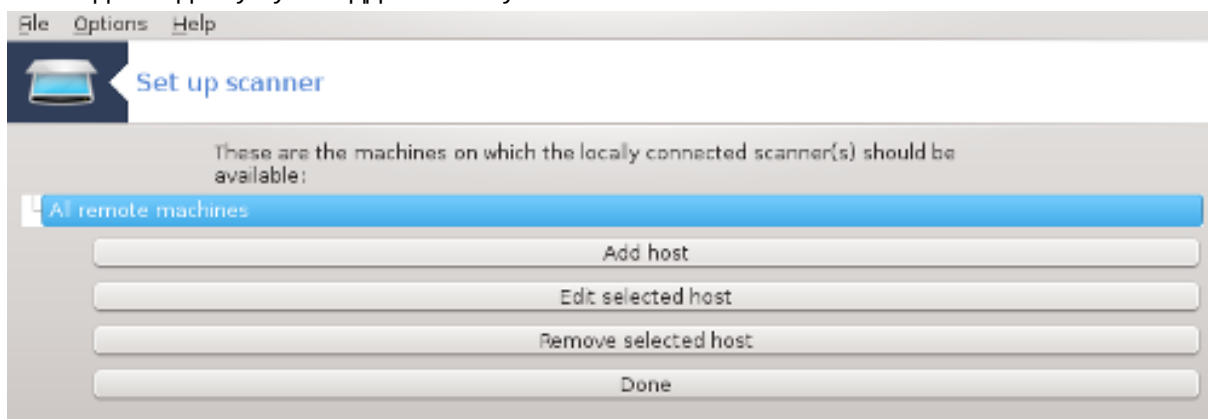 File Options Help
Set up scanner
These are the machines on which the locally connected scanner(s) should be
available:
All remote machines
Add host
Edit selected host
Remove selected host
Done